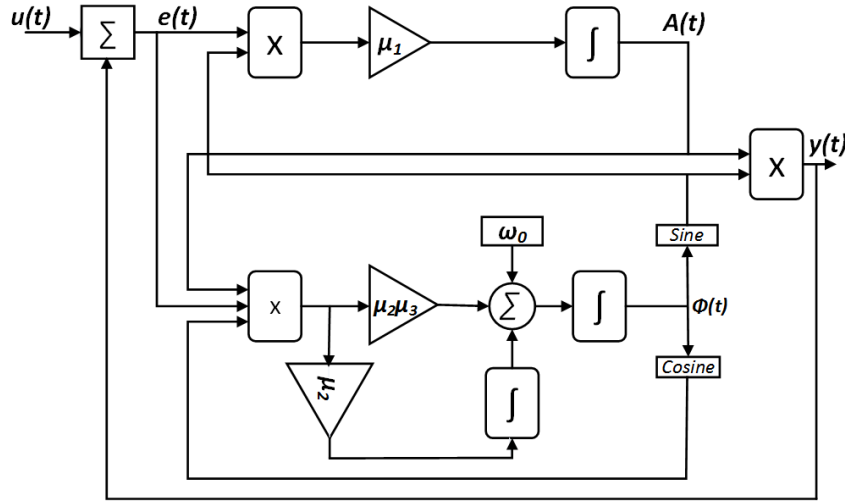 u(t)
Σ
e(t)
X
μ1
∫
A(t)
X
y(t)
ω0
Sine
X
μ2μ3
Σ
∫
Φ(t)
μ2
∫
Cosine